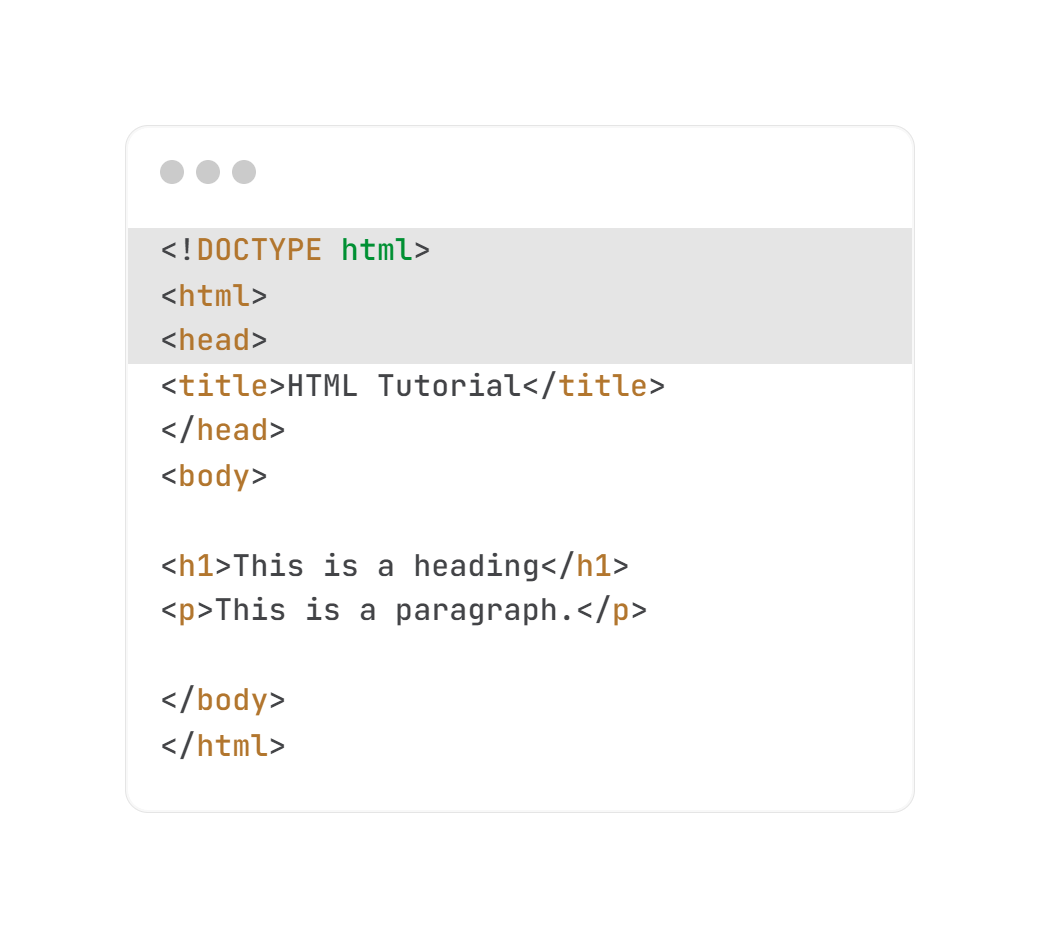 <!DOCTYPE html>
<html>
<head>
<title>HTML Tutorial</title>
</head>
<body>
<h1>This is a heading</h1>
<p>This is a paragraph.</p>
</body>
</html>